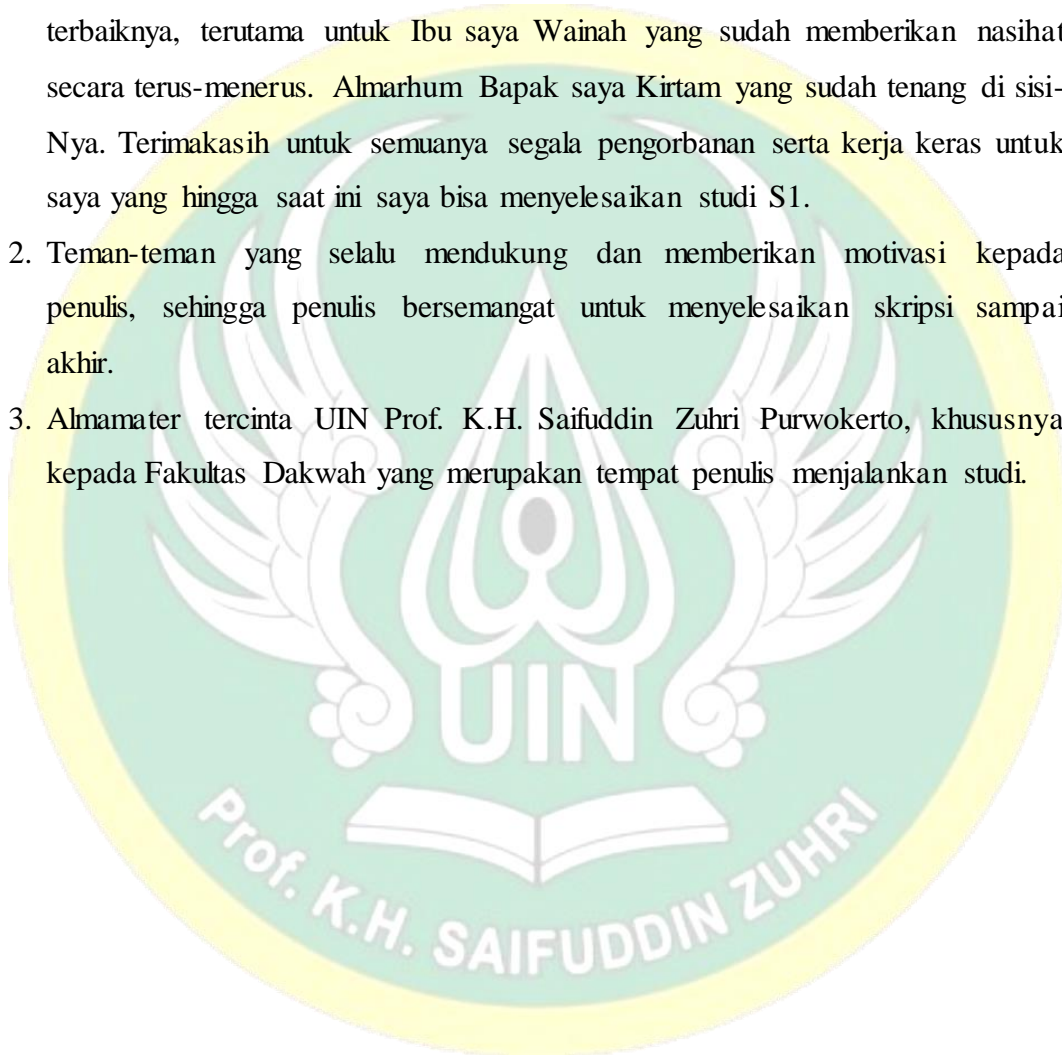 terbaiknya, terutama untuk Ibu saya Wainah yang sudah memberikan nasihat
secara terus-menerus. Almarhum Bapak saya Kirtam yang sudah tenang di sisi-
Nya. Terimakasih untuk semuanya segala pengorbanan serta kerja keras untuk
saya yang hingga saat ini saya bisa menyelesaikan studi S1.
2. Teman-teman yang selalu mendukung dan memberikan motivasi kepada
penulis, sehingga penulis bersemangat untuk menyelesaikan skripsi sampai
akhir.
3. Almamater tercinta UIN Prof. K.H. Saifuddin Zuhri Purwokerto, khususnya
kepada Fakultas Dakwah yang merupakan tempat penulis menjalankan studi.
UIN
Prof. K.H. SAIFUDDIN ZUHRI